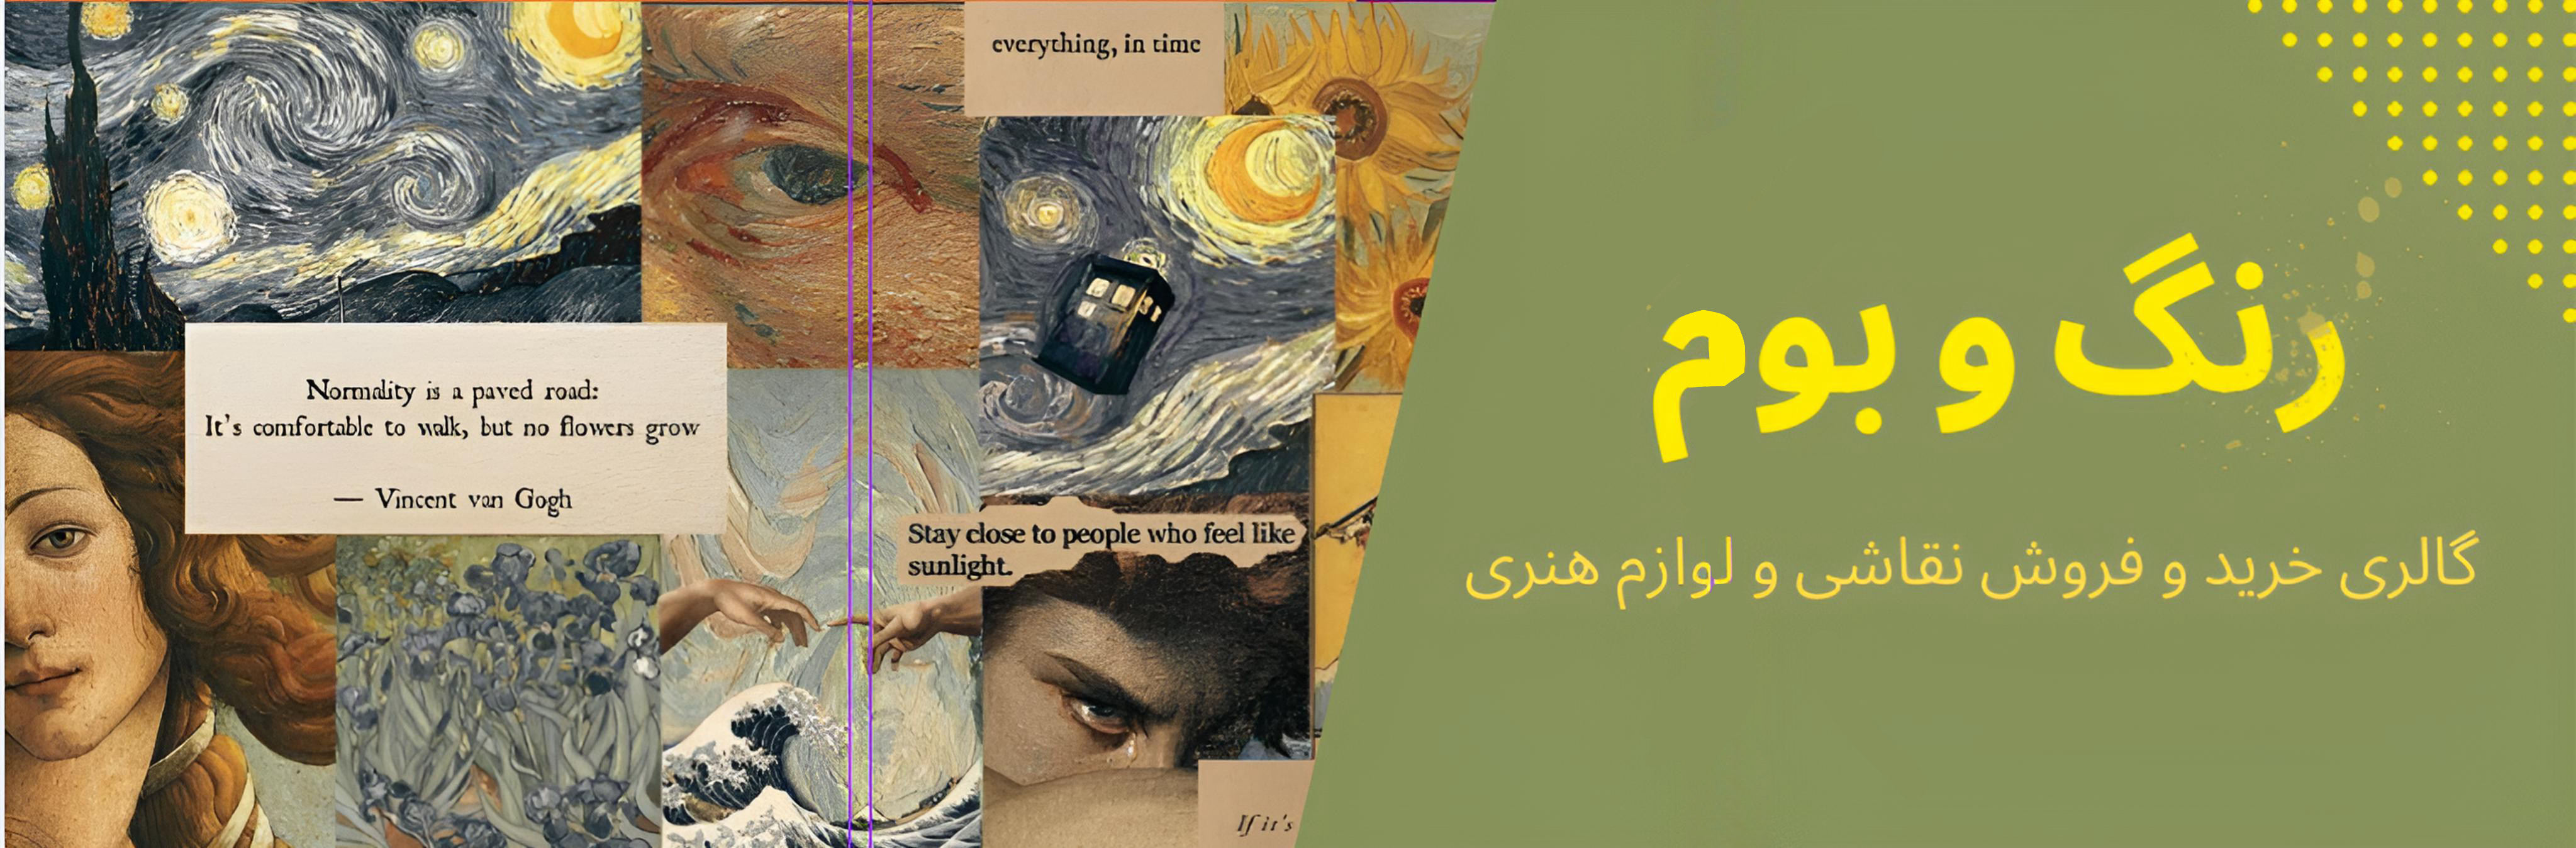 everything, in time
Normality is a paved road:
It's comfortable to walk, but no flowers grow
— Vincent van Gogh
Stay close to people who feel like
sunlight.
If it's
رنگ و بوم
گالری خرید و فروش نقاشی و لوازم هنری